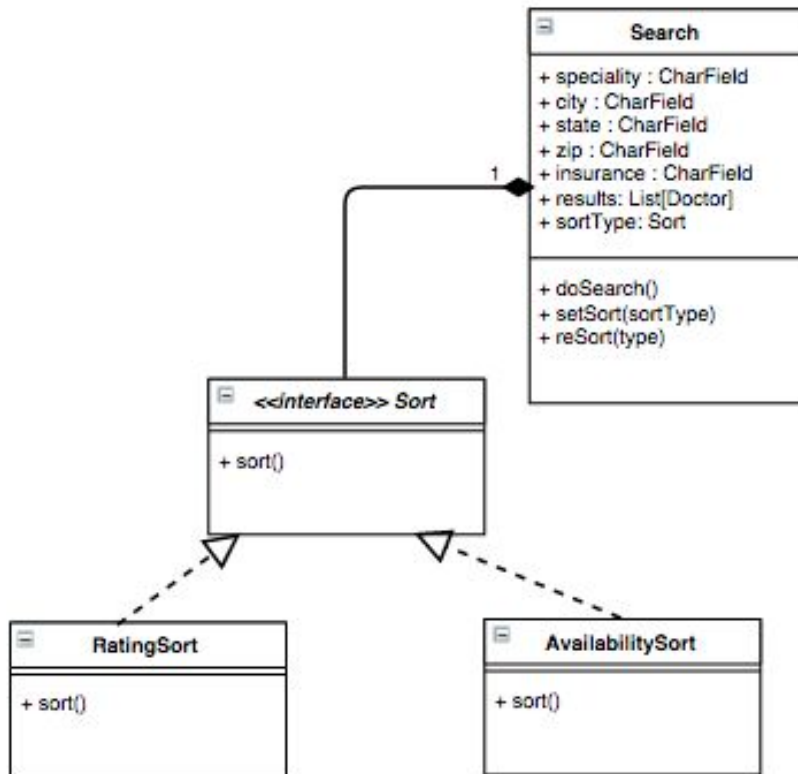 Search
+ speciality : CharField
+ city : CharField
+ state : CharField
+ zip : CharField
+ insurance : CharField
+ results: List[Doctor]
+ sortType: Sort
+ doSearch()
+ setSort(sortType)
+ reSort(type)
1
<<interface>> Sort
+ sort()
RatingSort
+ sort()
AvailabilitySort
+ sort()